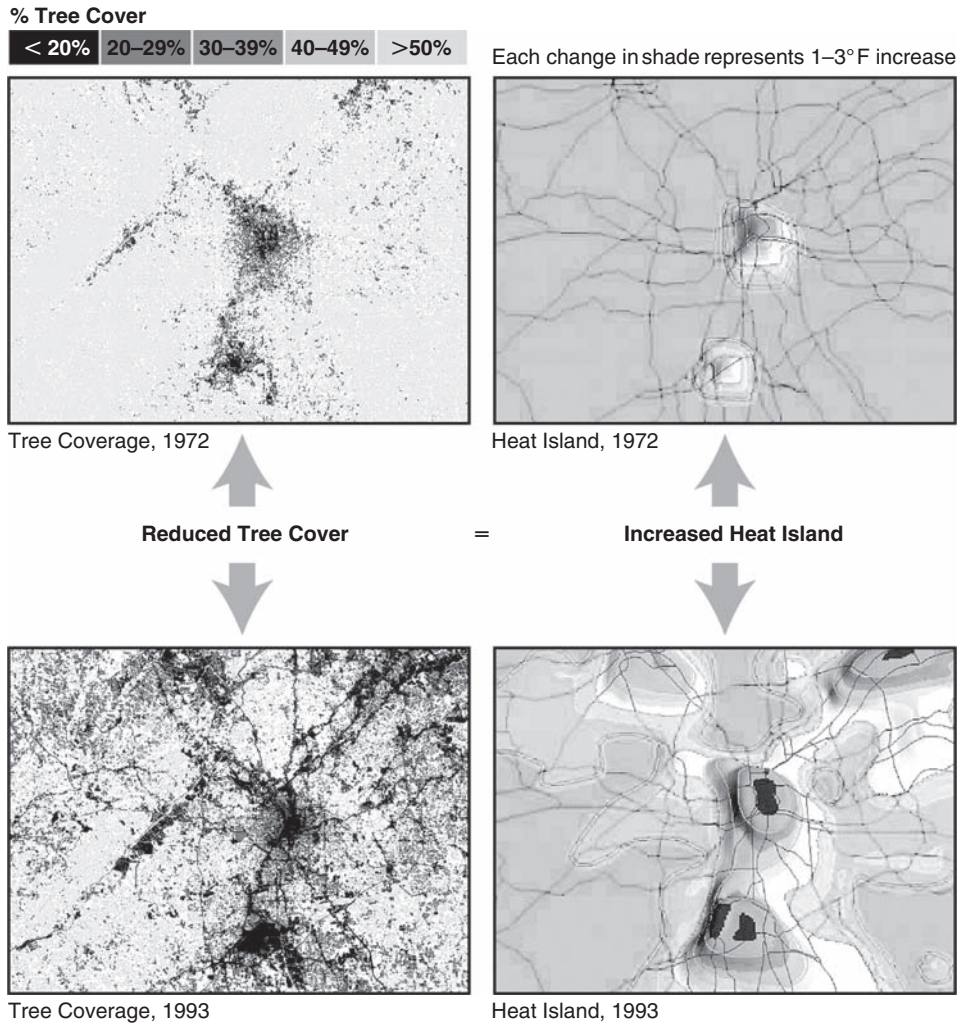 % Tree Cover
< 20% 20–29% 30–39% 40–49% >50%
Each change in shade represents 1–3°F increase
Tree Coverage, 1972
Heat Island, 1972
Reduced Tree Cover = Increased Heat Island
Tree Coverage, 1993
Heat Island, 1993